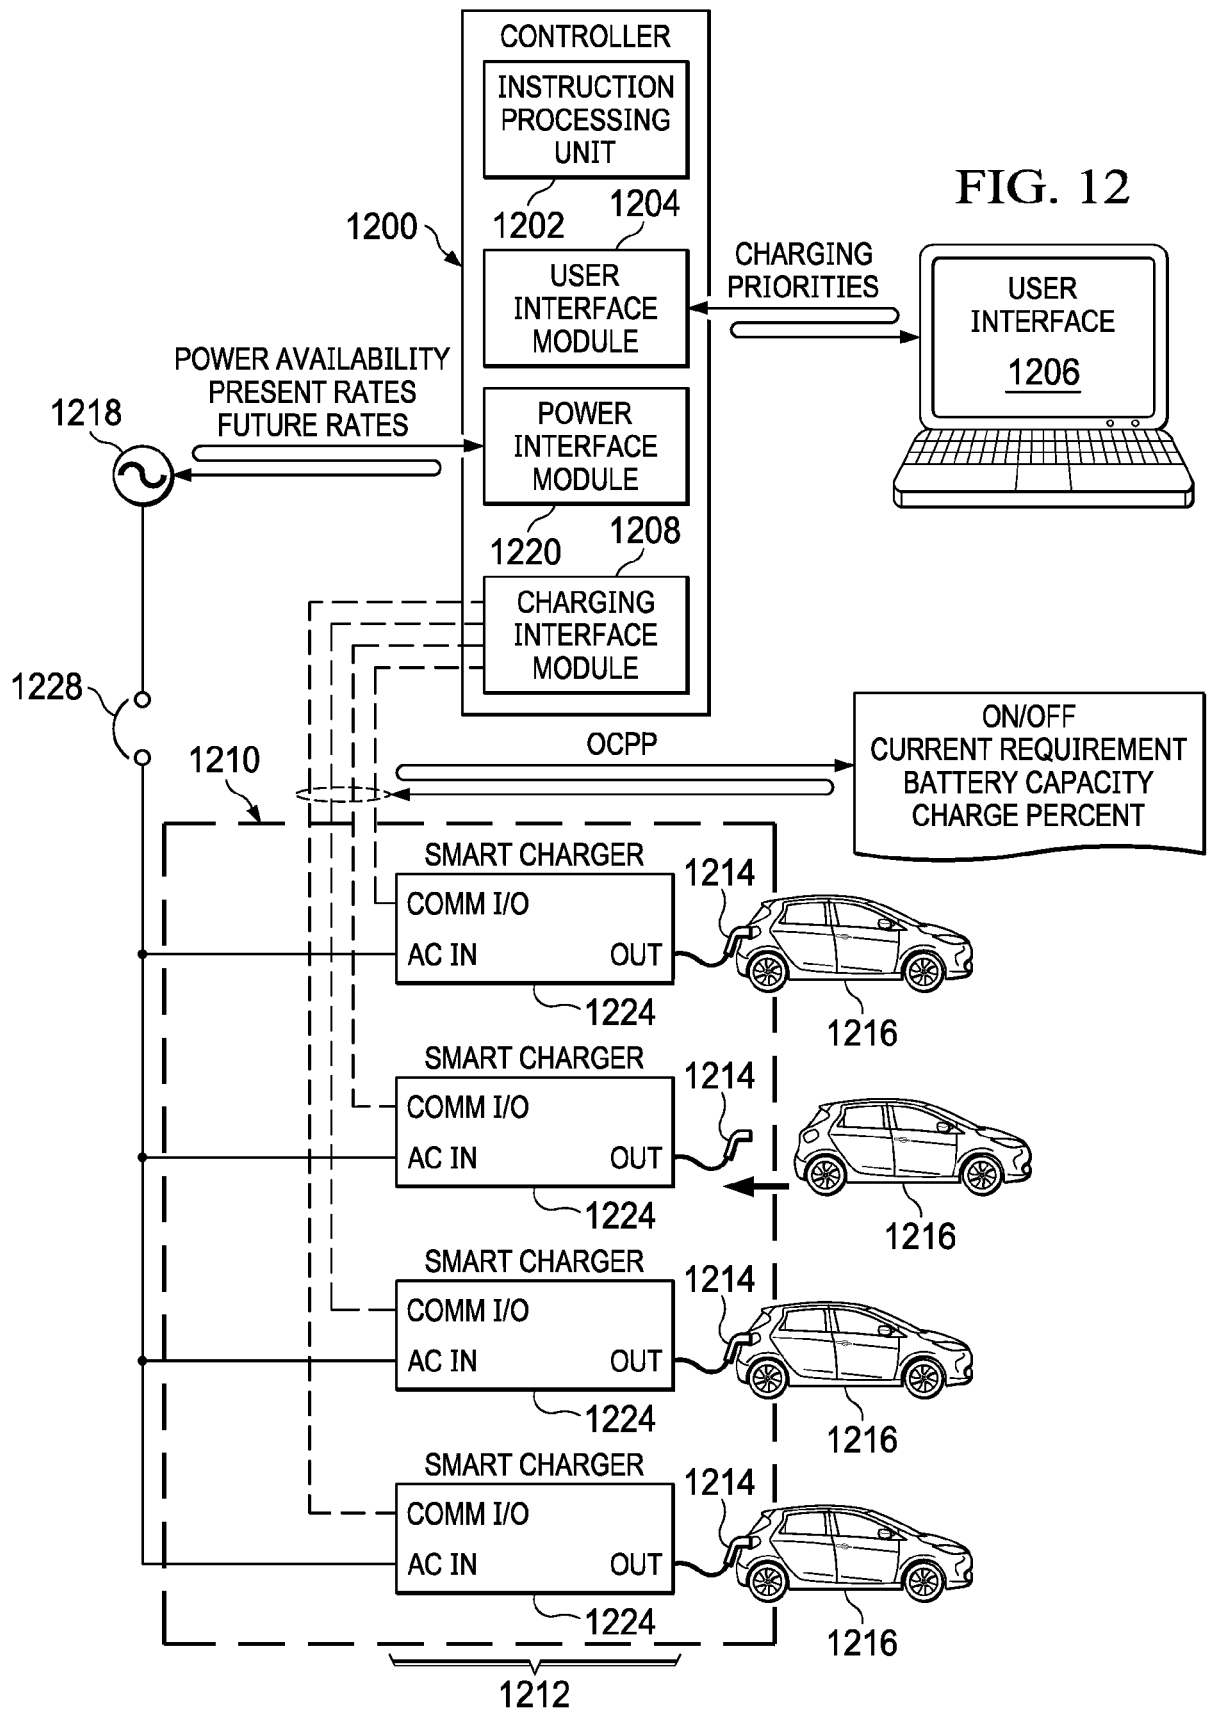 CONTROLLER
INSTRUCTION
PROCESSING
UNIT
1202
FIG. 12
1204
1200
USER
INTERFACE
MODULE
CHARGING
PRIORITIES
USER
INTERFACE
1206
POWER AVAILABILITY
PRESENT RATES
FUTURE RATES
1218
POWER
INTERFACE
MODULE
1220
1208
CHARGING
INTERFACE
MODULE
1228
1210
OCPP
ON/OFF
CURRENT REQUIREMENT
BATTERY CAPACITY
CHARGE PERCENT
SMART CHARGER
1214
COMM I/O
AC IN
OUT
1224
1216
SMART CHARGER
1214
COMM I/O
AC IN
OUT
1224
1216
SMART CHARGER
1214
COMM I/O
AC IN
OUT
1224
1216
SMART CHARGER
1214
COMM I/O
AC IN
OUT
1224
1216
1212